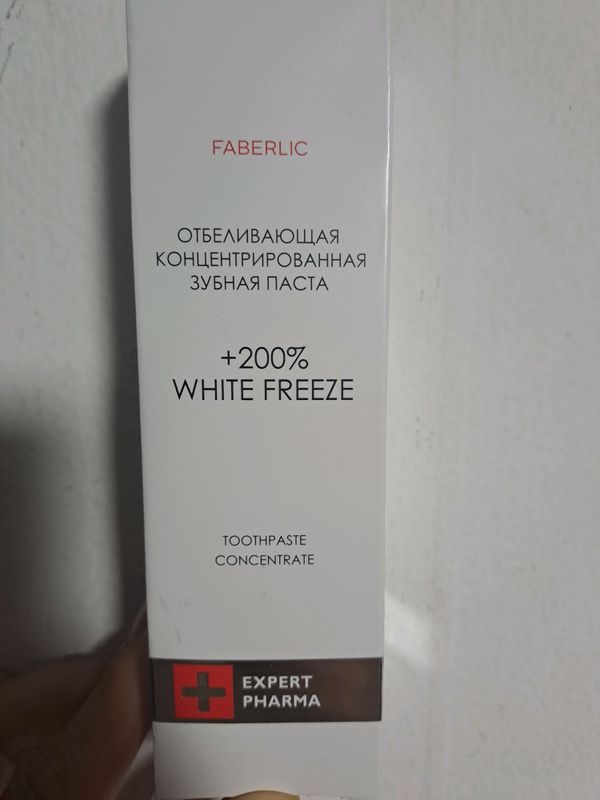 FABERLIC
ОТБЕЛИВАЮЩАЯ
КОНЦЕНТРИРОВАННАЯ
ЗУБНАЯ ПАСТА
+200%
WHITE FREEZE
TOOTHPASTE
CONCENTRATE
EXPERT
PHARMA